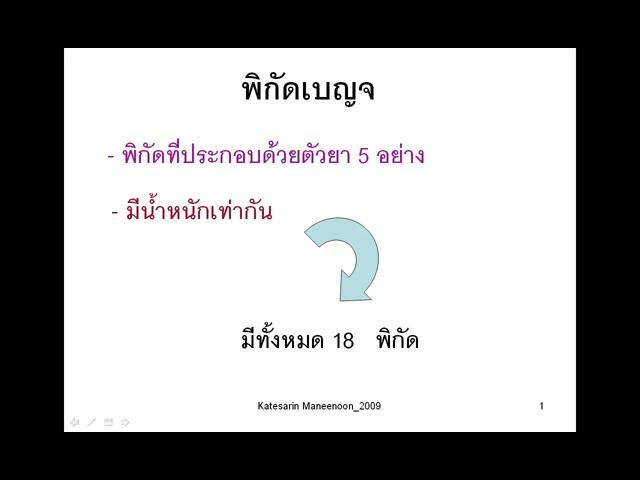 พิกัดเบญจ
- พิกัดที่ประกอบด้วยตัวยา 5 อย่าง
- มีน้ำหนักเท่ากัน
มีทั้งหมด 18 พิกัด
Katesarin Maneenoon_2009 1